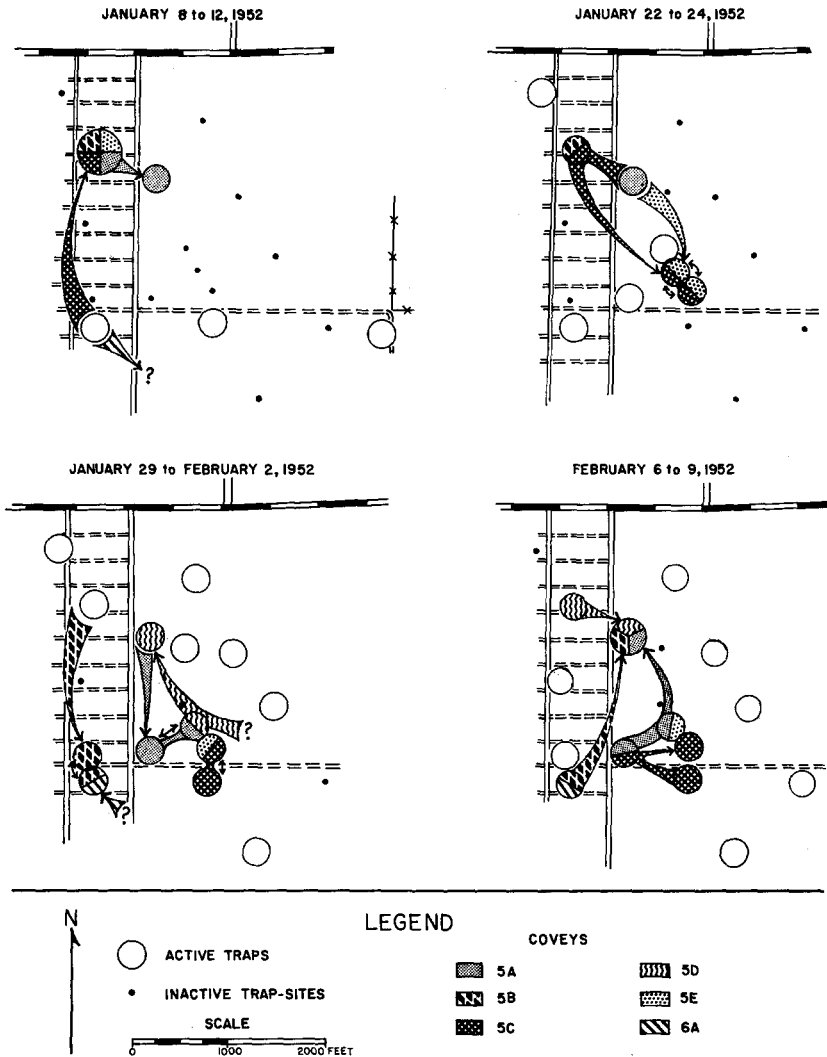 JANUARY 8 to 12, 1952
JANUARY 22 to 24, 1952
?
JANUARY 29 to FEBRUARY 2, 1952
FEBRUARY 6 to 9, 1952
?
?
N
LEGEND
ACTIVE TRAPS
INACTIVE TRAP-SITES
SCALE
0 1000 2000 FEET
COVEYS
5A
5B
5C
5D
5E
6A